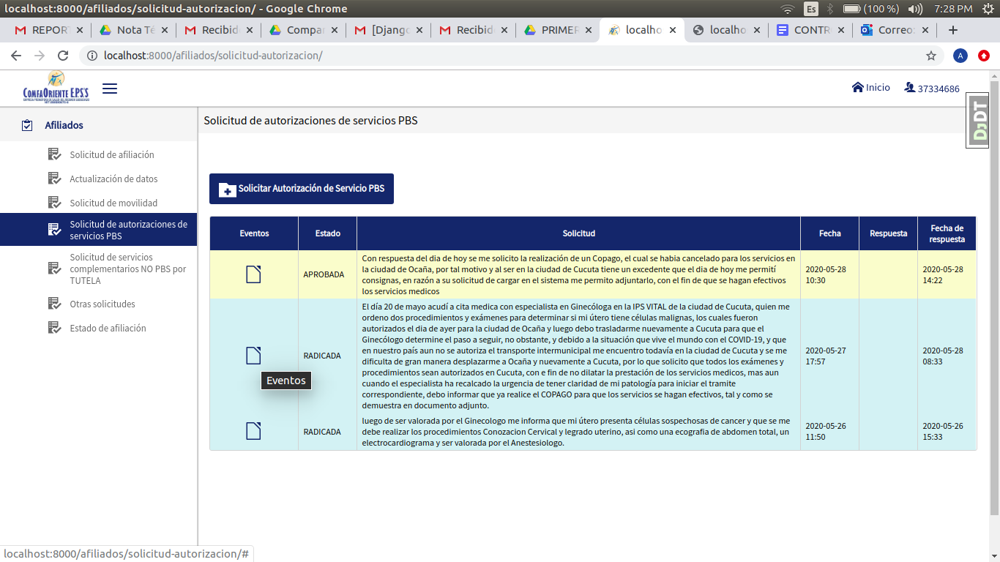 localhost:8000/afiliados/solicitud-autorizacion/ - Google Chrome
Es
(100 %)
7:28 PM
REPOR
Nota Té
Recibid
Compar
[Djang
Recibid
PRIMER
localho
localho
CONTR
Correo:
localhost:8000/afiliados/solicitud-autorizacion/
A
COMFAORIENTE EPS'S
Inicio
37334686
DJDT
Afiliados
Solicitud de afiliación
Actualización de datos
Solicitud de movilidad
Solicitud de autorizaciones de
servicios PBS
Solicitud de servicios
complementarios NO PBS por
TUTELA
Otras solicitudes
Estado de afiliación
Solicitud de autorizaciones de servicios PBS
Solicitar Autorización de Servicio PBS
Eventos
Estado
Solicitud
Fecha
Respuesta
Fecha de
respuesta
APROBADA
Con respuesta del dia de hoy se me solicito la realización de un Copago, el cual se habia cancelado para los servicios en
la ciudad de Ocaña, por tal motivo y al ser en la ciudad de Cucuta tiene un excedente que el dia de hoy me permití
consignas, en razón a su solicitud de cargar en el sistema me permito adjuntarlo, con el fin de que se hagan efectivos
los servicios medicos
2020-05-28
10:30
2020-05-28
14:22
RADICADA
El día 20 de mayo acudí a cita medica con especialista en Ginecóloga en la IPS VITAL de la ciudad de Cucuta, quien me
ordeno dos procedimientos y exámenes para determinar si mi útero tiene células malignas, los cuales fueron
autorizados el dia de ayer para la ciudad de Ocaña y luego debo trasladarme nuevamente a Cucuta para que el
Ginecólogo determine el paso a seguir, no obstante, y debido a la situación que vive el mundo con el COVID-19, y que
en nuestro país aun no se autoriza el transporte intermunicipal me encuentro todavía en la ciudad de Cucuta y se me
dificulta de gran manera desplazarme a Ocaña y nuevamente a Cucuta, por lo que solicito que todos los exámenes y
procedimientos sean autorizados en Cucuta, con e fin de no dilatar la prestación de los servicios medicos, mas aun
cuando el especialista ha recalcado la urgencia de tener claridad de mi patología para iniciar el tramite
correspondiente, debo informar que ya realice el COPAGO para que los servicios se hagan efectivos, tal y como se
demuestra en documento adjunto.
2020-05-27
17:57
2020-05-28
08:33
Eventos
RADICADA
luego de ser valorada por el Ginecologo me informa que mi útero presenta células sospechosas de cancer y que se me
debe realizar los procedimientos Conozacion Cervical y legrado uterino, asi como una ecografia de abdomen total, un
electrocardiograma y ser valorada por el Anestesiologo.
2020-05-26
11:50
2020-05-26
15:33
localhost:8000/afiliados/solicitud-autorizacion/#